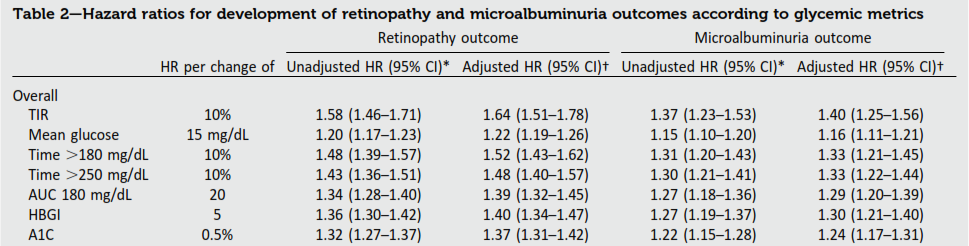 Table 2—Hazard ratios for development of retinopathy and microalbuminuria outcomes according to glycemic metrics
Retinopathy outcome Microalbuminuria outcome
HR per change of Unadjusted HR (95% CI)* Adjusted HR (95% CI)† Unadjusted HR (95% CI)* Adjusted HR (95% CI)†
Overall
TIR 10% 1.58 (1.46–1.71) 1.64 (1.51–1.78) 1.37 (1.23–1.53) 1.40 (1.25–1.56)
Mean glucose 15 mg/dL 1.20 (1.17–1.23) 1.22 (1.19–1.26) 1.15 (1.10–1.20) 1.16 (1.11–1.21)
Time >180 mg/dL 10% 1.48 (1.39–1.57) 1.52 (1.43–1.62) 1.31 (1.20–1.43) 1.33 (1.21–1.45)
Time >250 mg/dL 10% 1.43 (1.36–1.51) 1.48 (1.40–1.57) 1.30 (1.21–1.41) 1.33 (1.22–1.44)
AUC 180 mg/dL 20 1.34 (1.28–1.40) 1.39 (1.32–1.45) 1.27 (1.18–1.36) 1.29 (1.20–1.39)
HBGI 5 1.36 (1.30–1.42) 1.40 (1.34–1.47) 1.27 (1.19–1.37) 1.30 (1.21–1.40)
A1C 0.5% 1.32 (1.27–1.37) 1.37 (1.31–1.42) 1.22 (1.15–1.28) 1.24 (1.17–1.31)